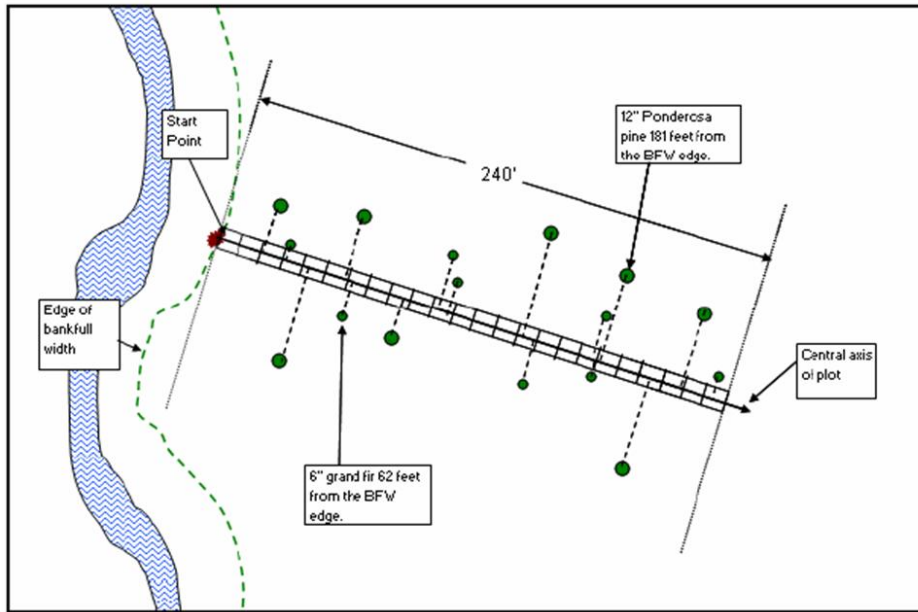 Start
Point
12" Ponderosa
pine 181 feet from
the BFW edge.
240'
Edge of
bankfull
width
Central axis
of plot
6" grand fir 62 feet
from the BFW
edge.